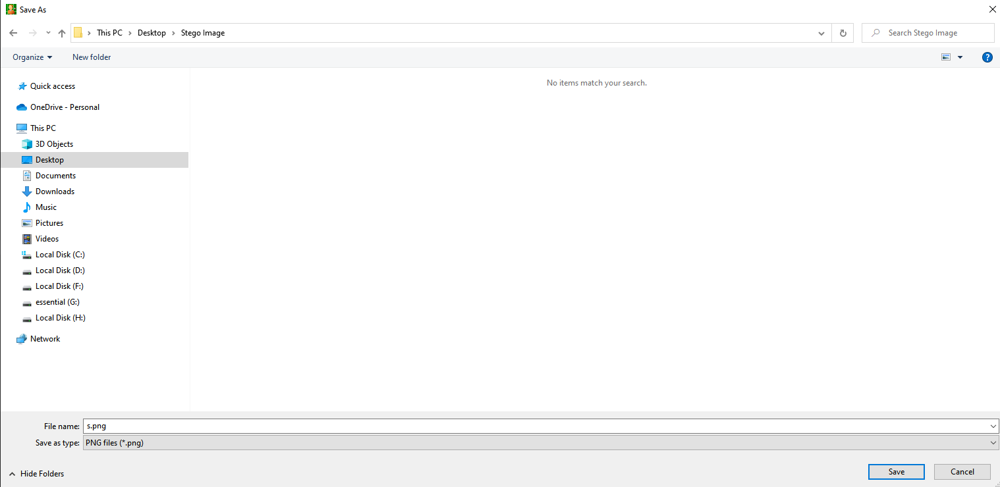 Save As
This PC > Desktop > Stego Image
Search Stego Image
Organize
New folder
?
Quick access
No items match your search.
OneDrive - Personal
This PC
3D Objects
Desktop
Documents
Downloads
Music
Pictures
Videos
Local Disk (C:)
Local Disk (D:)
Local Disk (F:)
essential (G:)
Local Disk (H:)
Network
File name: s.png
Save as type: PNG files (*.png)
Hide Folders
Save
Cancel